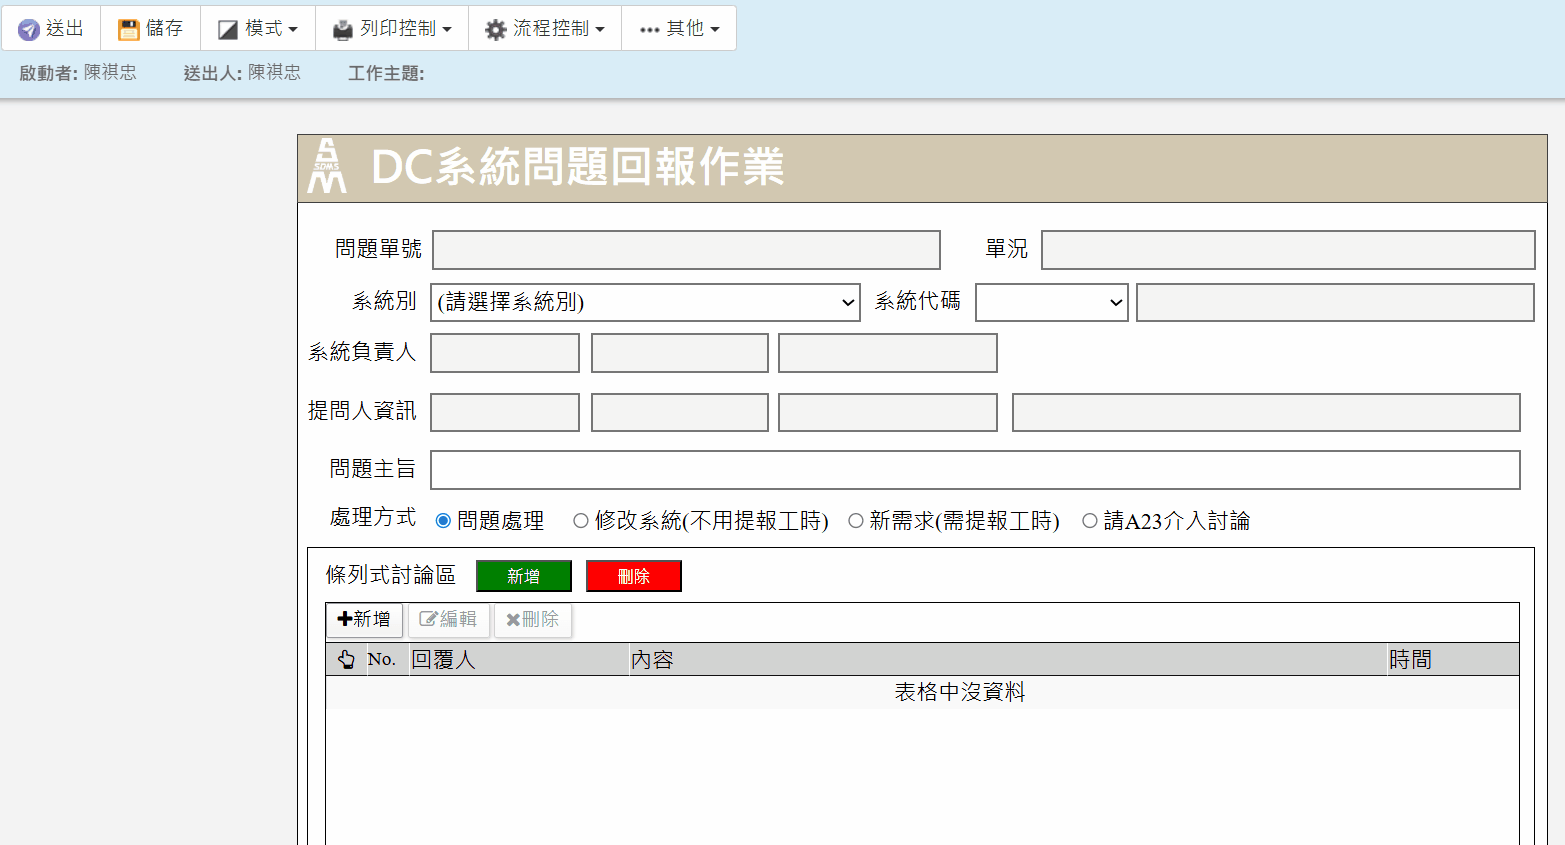 送出 儲存 模式 列印控制 流程控制 其他
啟動者: 陳祺忠 送出人: 陳祺忠 工作主題:
SDWS DC系統問題回報作業
問題單號 單況
系統別 (請選擇系統別) 系統代碼
系統負責人
提問人資訊
問題主旨
處理方式 問題處理 修改系統(不用提報工時) 新需求(需提報工時) 請A23介入討論
條列式討論區 新增 刪除
新增 編輯 刪除
No. 回覆人 內容 時間
表格中沒資料